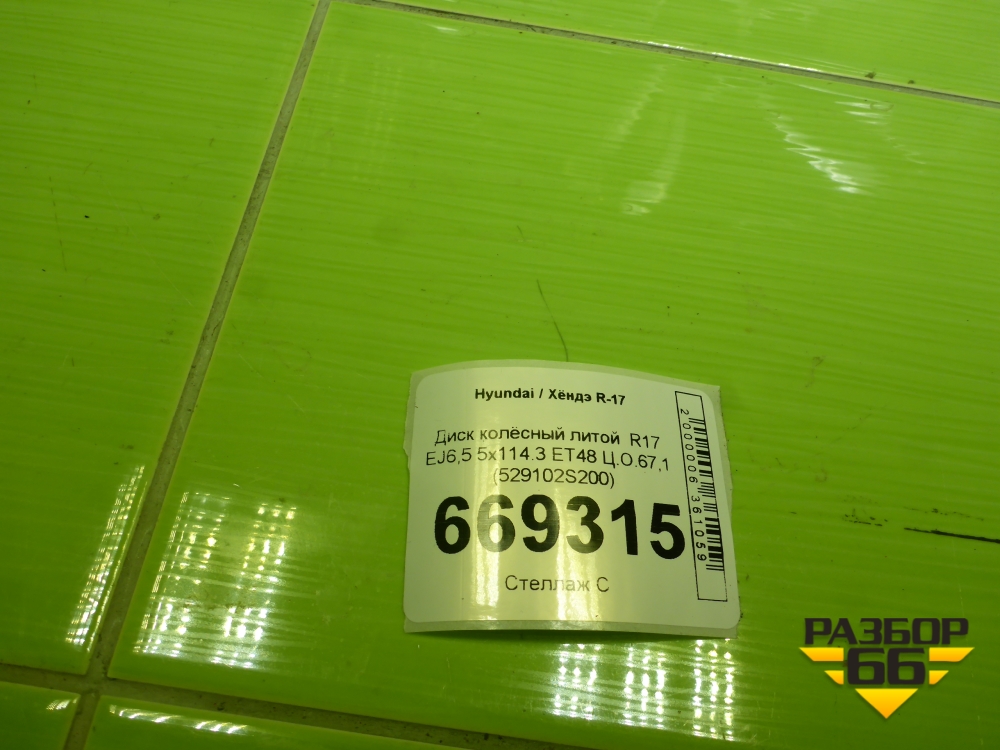 Hyundai / Хёндэ R-17
Диск колёсный литой R17
EJ6,5 5x114.3 ET48 Ц.О.67,1
(529102S200)
669315
Стеллаж С
2000006361059
РАЗБОР
66